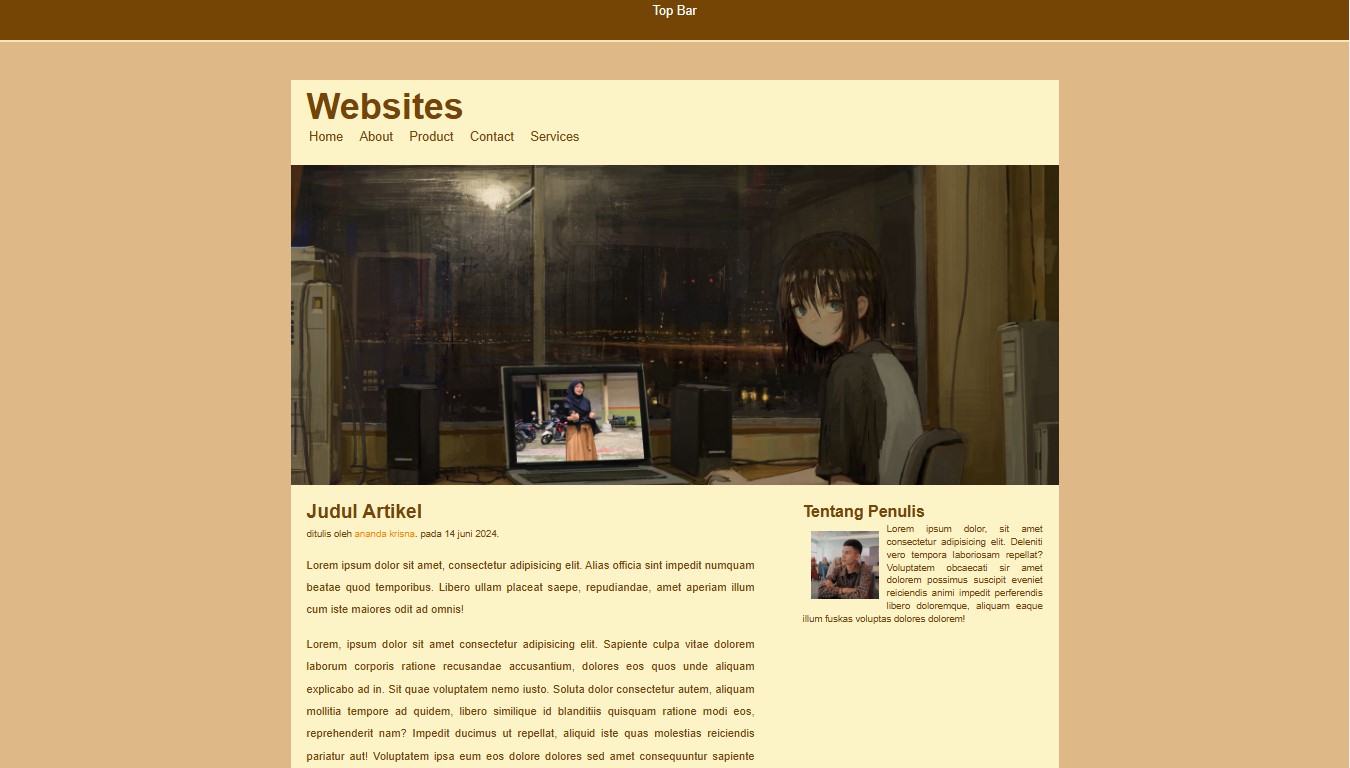 Top Bar
Websites
Home About Product Contact Services
Judul Artikel
ditulis oleh ananda krisna. pada 14 juni 2024.
Lorem ipsum dolor sit amet, consectetur adipisicing elit. Alias officia sint impedit numquam
beatae quod temporibus. Libero ullam placeat saepe, repudiandae, amet aperiam illum
cum iste maiores odit ad omnis!
Lorem, ipsum dolor sit amet consectetur adipisicing elit. Sapiente culpa vitae dolorem
laborum corporis ratione recusandae accusantium, dolores eos quos unde aliquam
explicabo ad in. Sit quae voluptatem nemo iusto. Soluta dolor consectetur autem, aliquam
mollitia tempore ad quidem, libero similique id blanditiis quisquam ratione modi eos,
reprehenderit nam? Impedit ducimus ut repellat, aliquid iste quas molestias reiciendis
pariatur aut! Voluptatem ipsa eum eos dolore dolores sed amet consequuntur sapiente
Tentang Penulis
Lorem ipsum dolor, sit amet
consectetur adipisicing elit. Deleniti
vero tempora laboriosam repellat?
Voluptatem obcaecati sir amet
dolorem possimus suscipit eveniet
reiciendis animi impedit perferendis
libero doloremque, aliquam eaque
illum fuskas voluptas dolores dolorem!